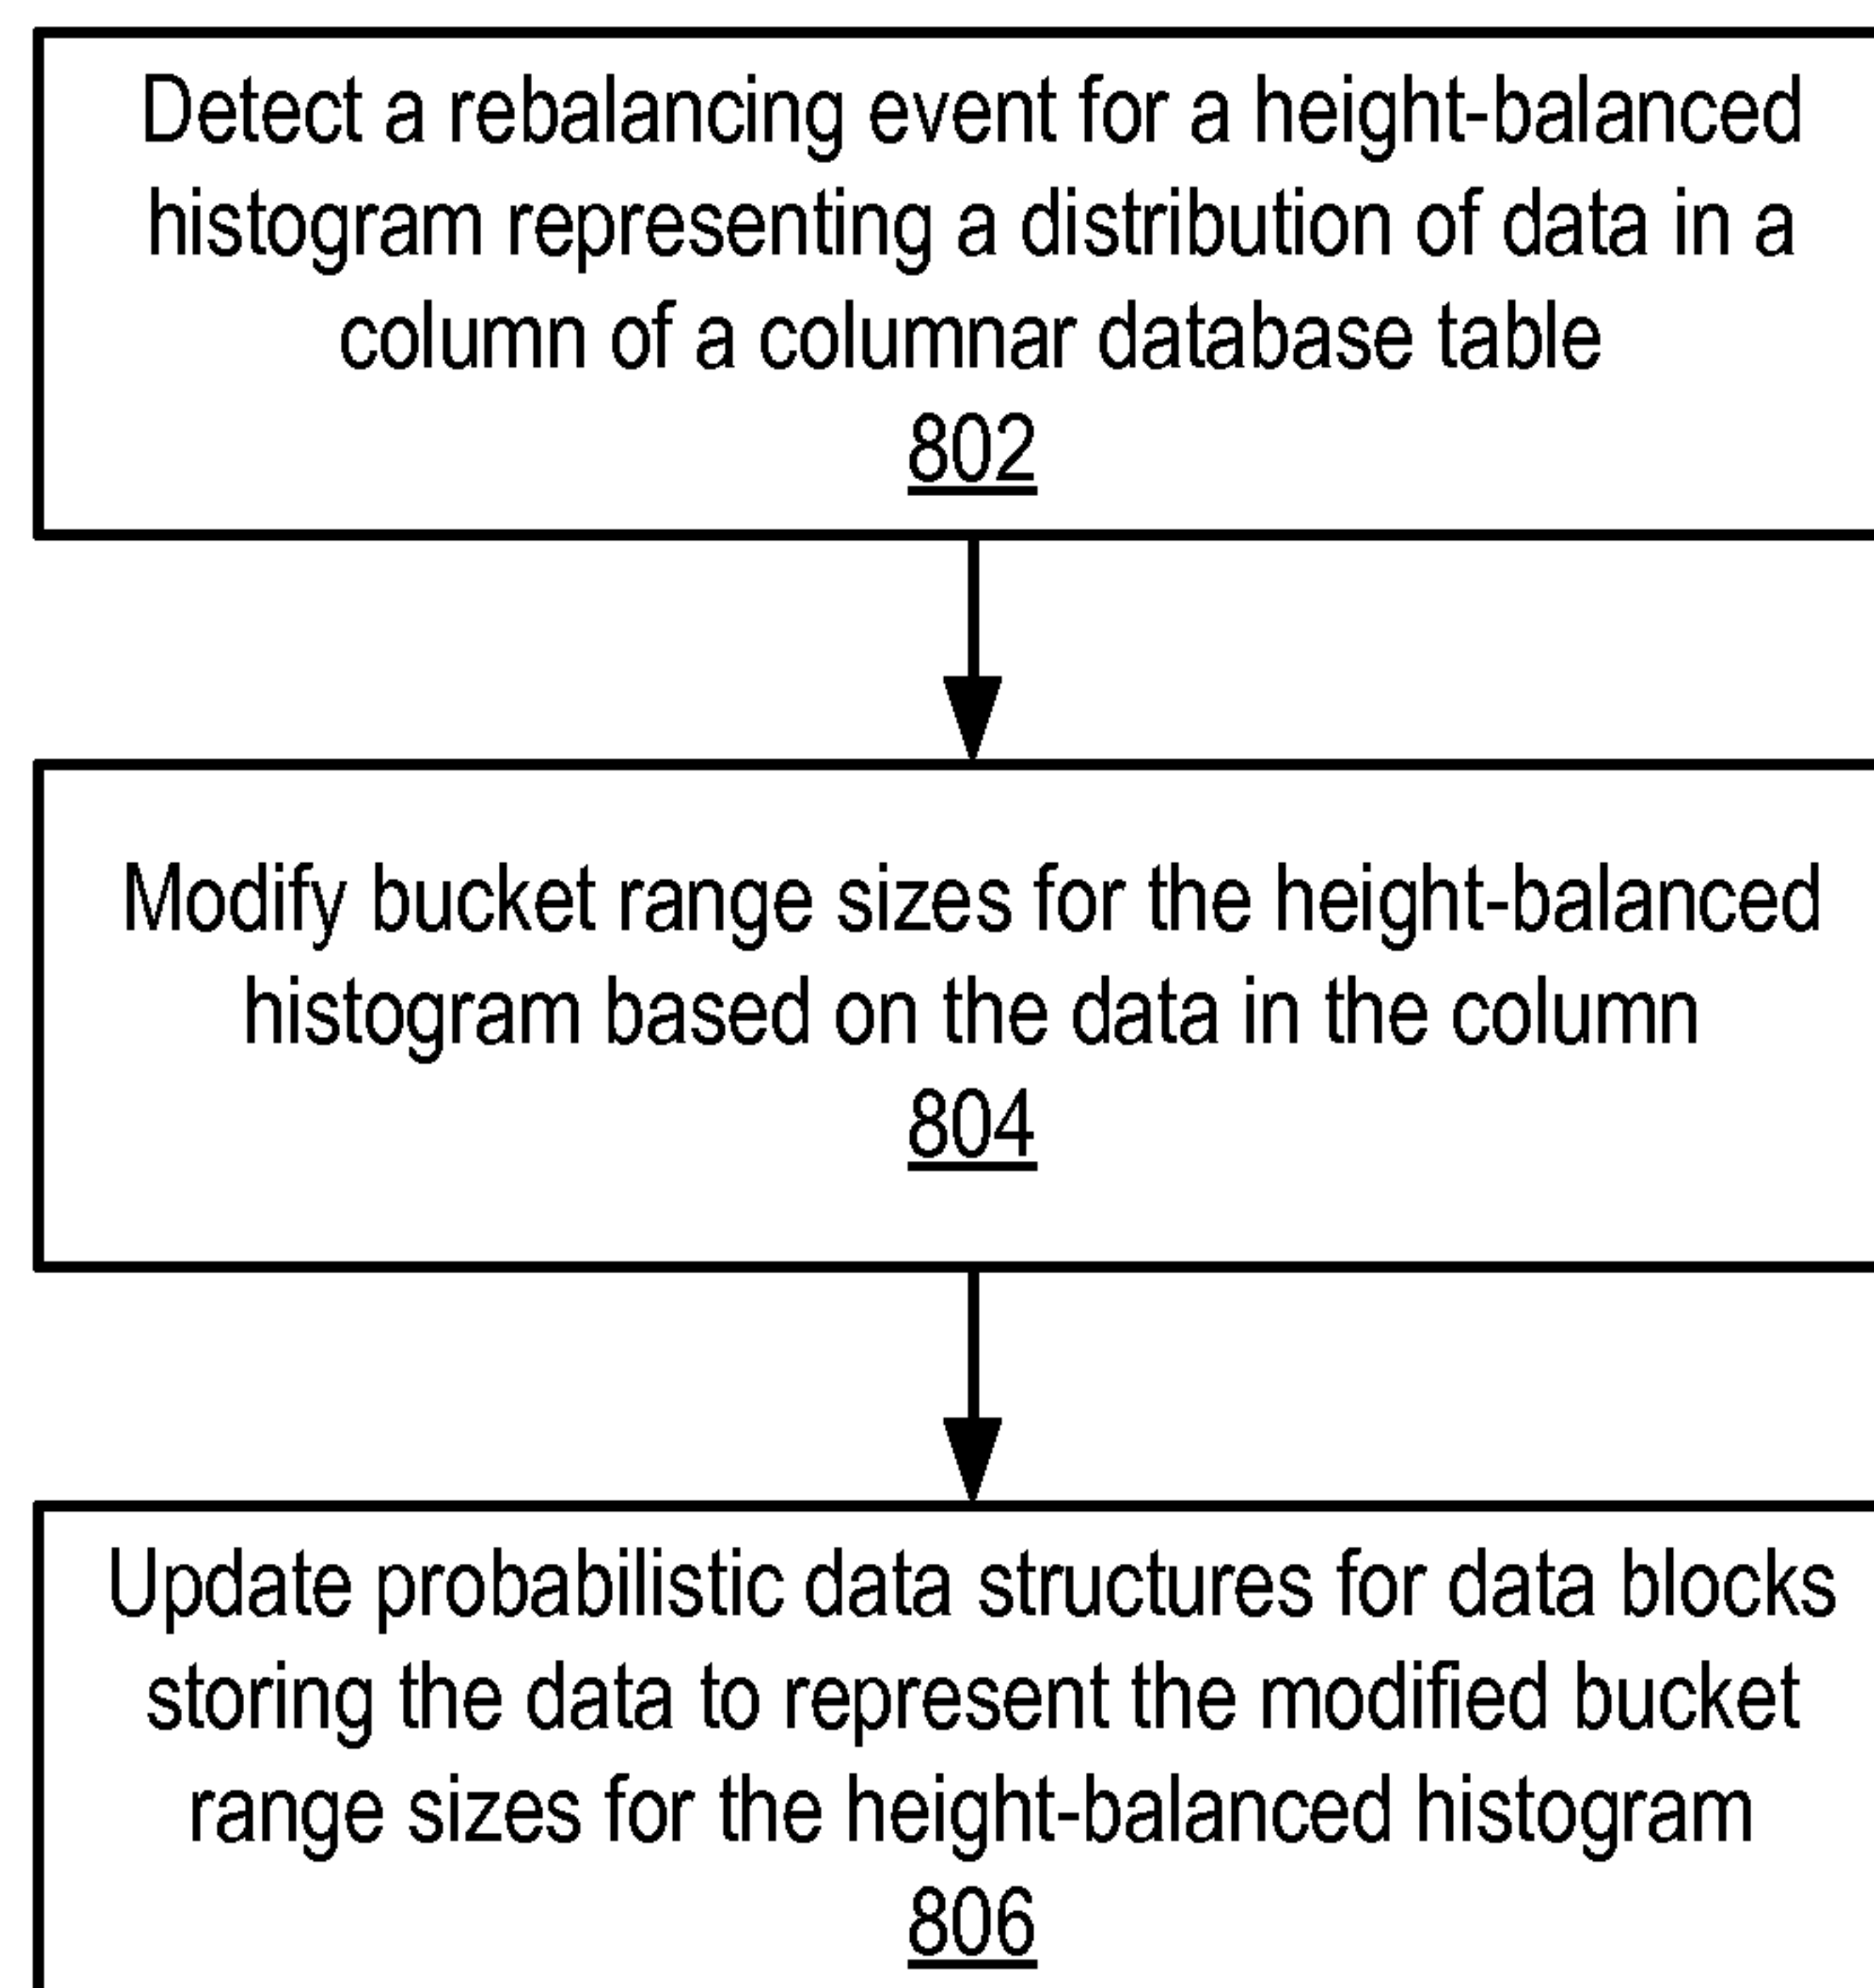 Detect a rebalancing event for a height-balanced
histogram representing a distribution of data in a
column of a columnar database table
802
Modify bucket range sizes for the height-balanced
histogram based on the data in the column
804
Update probabilistic data structures for data blocks
storing the data to represent the modified bucket
range sizes for the height-balanced histogram
806